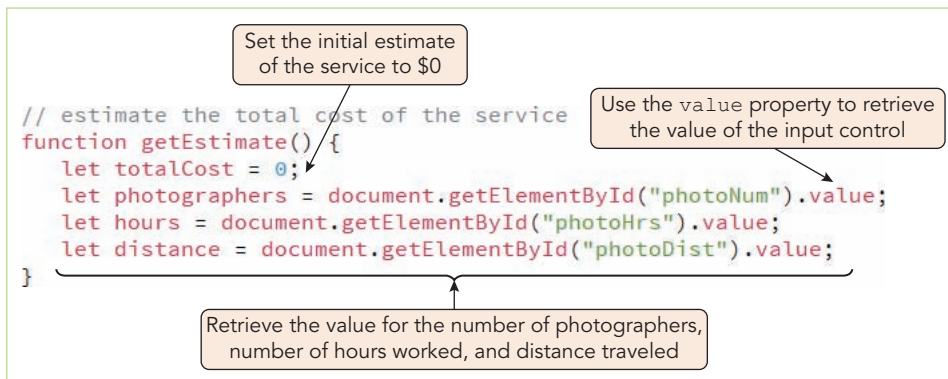 Set the initial estimate
of the service to $0
Use the value property to retrieve
the value of the input control
// estimate the total cost of the service
function getEstimate() {
   let totalCost = 0;
   let photographers = document.getElementById("photoNum").value;
   let hours = document.getElementById("photoHrs").value;
   let distance = document.getElementById("photoDist").value;
}
Retrieve the value for the number of photographers,
number of hours worked, and distance traveled